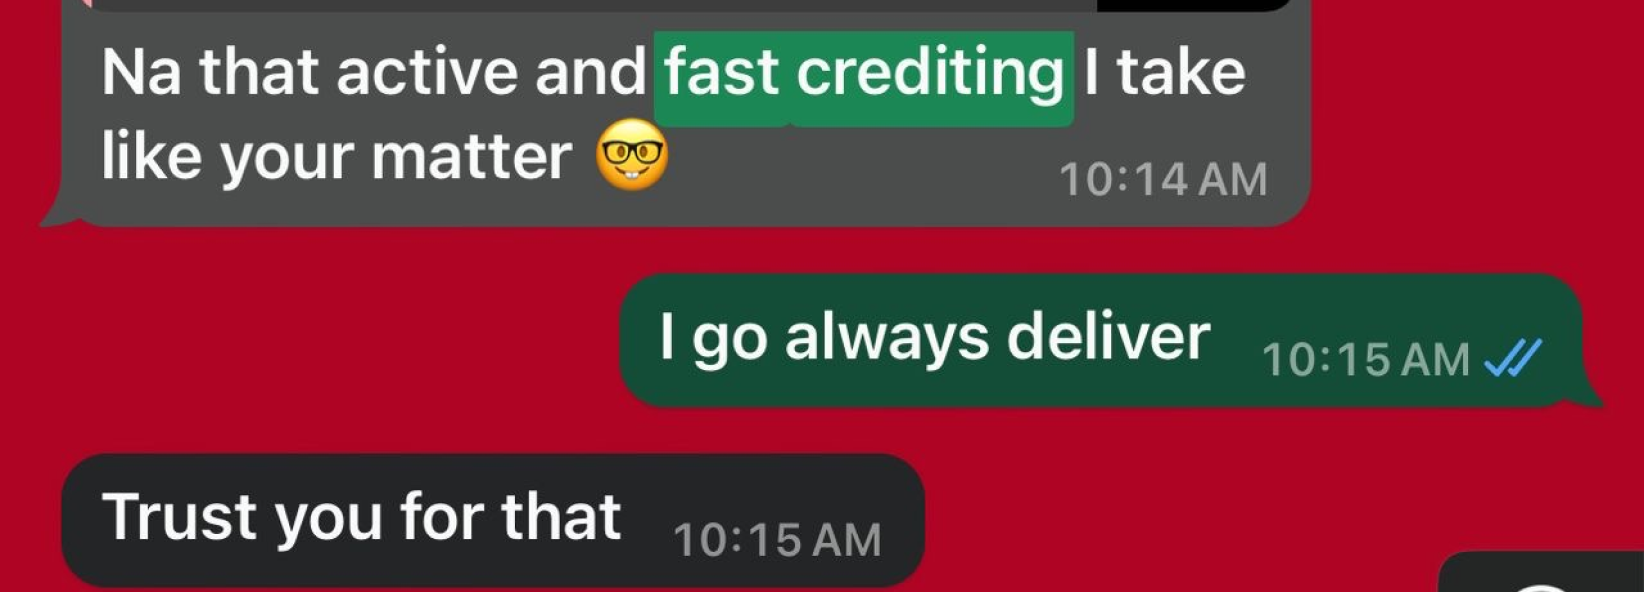 Na that active and fast crediting I take
like your matter 🤓
10:14 AM
I go always deliver
10:15 AM
Trust you for that
10:15 AM